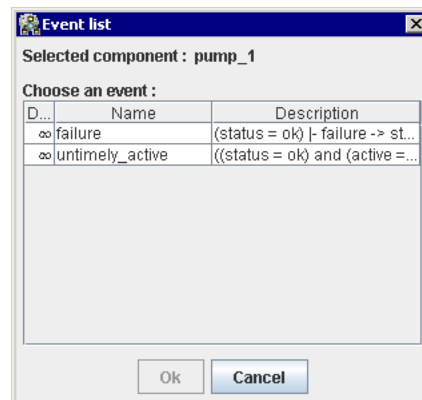 Event list
Selected component : pump_1
Choose an event :
D... Name Description
∞ failure (status = ok) |- failure -> st...
∞ untimely_active ((status = ok) and (active =...
Ok Cancel